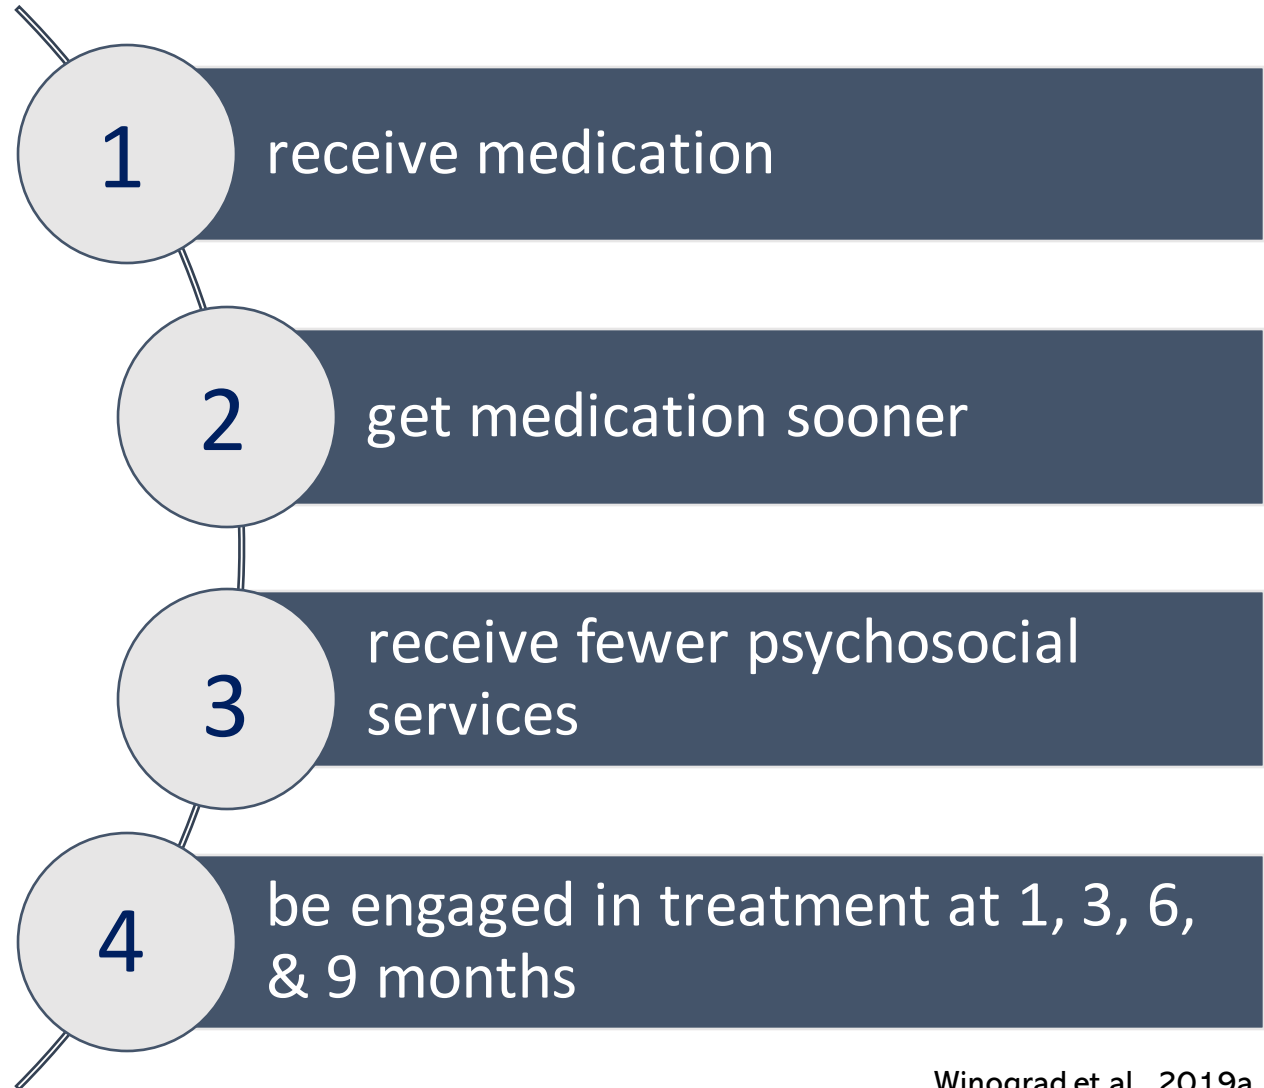 1
receive medication
2
get medication sooner
3
receive fewer psychosocial
services
4
be engaged in treatment at 1, 3, 6,
& 9 months
Winograd et al., 2019a